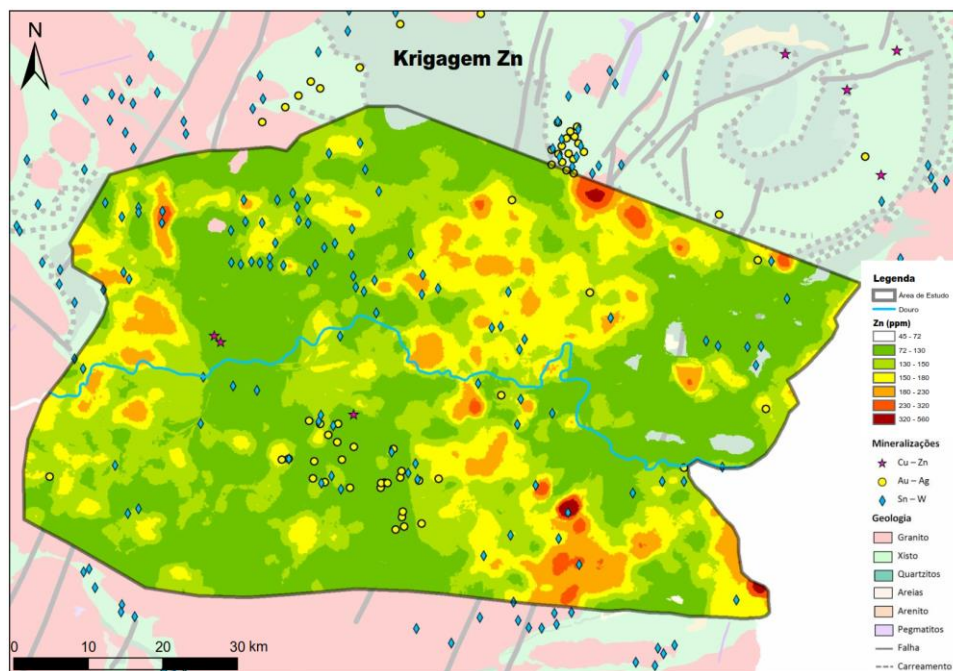 N
Krigagem Zn
Legenda
Área de Estudo
Douro
Zn (ppm)
45 - 72
72 - 130
130 - 150
150 - 180
180 - 230
230 - 320
320 - 560
Mineralizações
Cu – Zn
Au – Ag
Sn – W
Geologia
Granito
Xisto
Quartzitos
Areias
Arenito
Pegmatitos
Falha
Carreamento
0 10 20 30 km